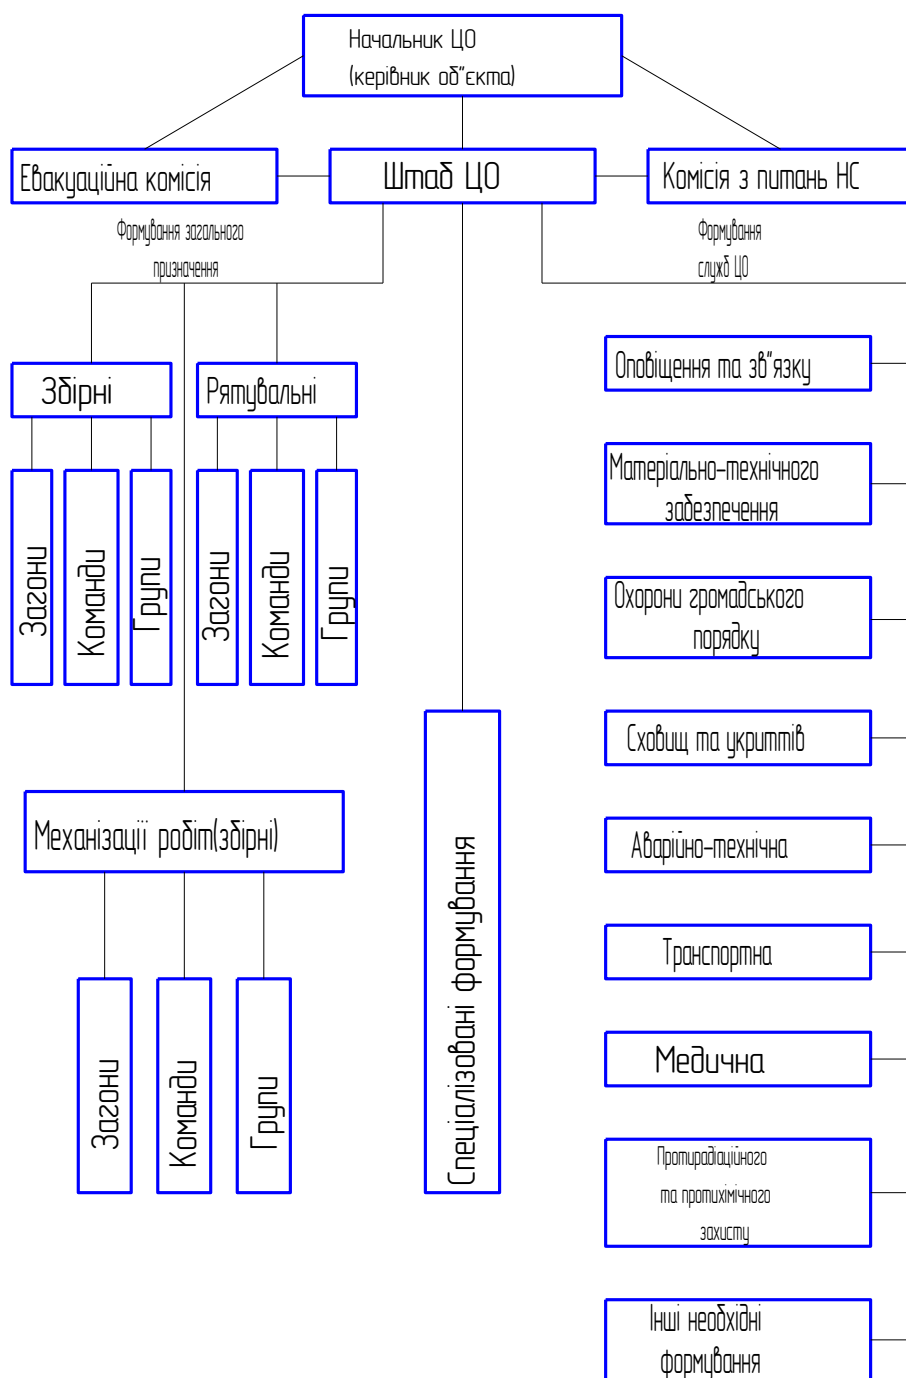 Начальник ЦО
(керівник об"єкта)
Евакуаційна комісія
Штаб ЦО
Комісія з питань НС
Формування загального
призначення
Формування
служб ЦО
Збірні
Рятувальні
Загони
Команди
Групи
Загони
Команди
Групи
Механізації робіт(збірні)
Загони
Команди
Групи
Спеціалізовані формування
Оповіщення та зв"язку
Матеріально-технічного
забезпечення
Охорони громадського
порядку
Сховищ та укриттів
Аварійно-технічна
Транспортна
Медична
Протирадіаційного
та протихімічного
захисту
Інші необхідні
формування